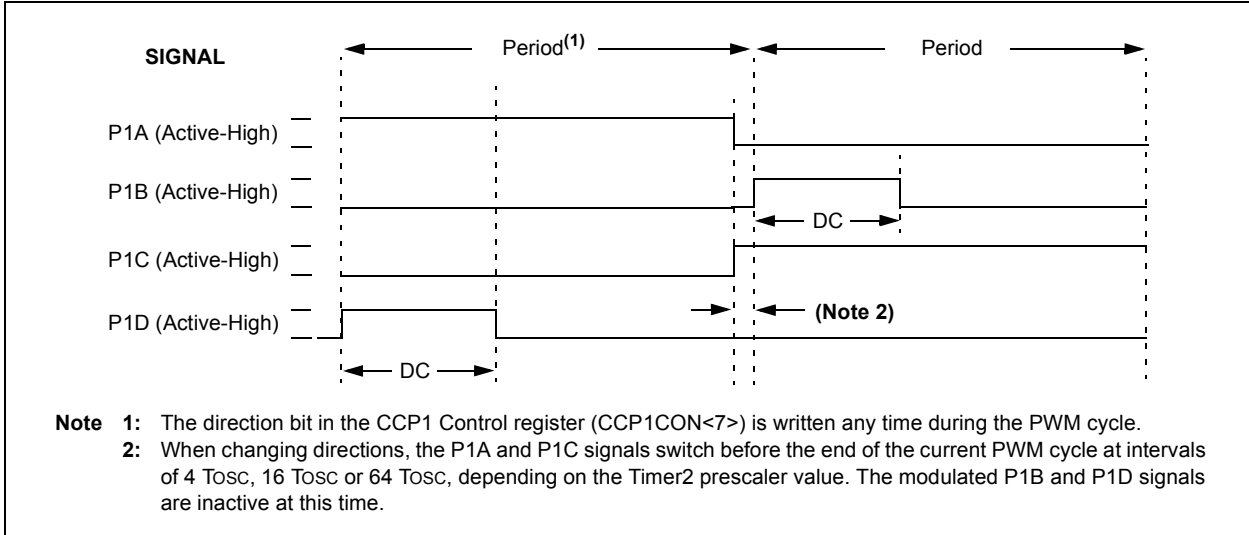 SIGNAL
Period(1)
Period
P1A (Active-High)
P1B (Active-High)
DC
P1C (Active-High)
P1D (Active-High)
(Note 2)
DC
Note 1: The direction bit in the CCP1 Control register (CCP1CON<7>) is written any time during the PWM cycle.
2: When changing directions, the P1A and P1C signals switch before the end of the current PWM cycle at intervals
of 4 TOSC, 16 TOSC or 64 TOSC, depending on the Timer2 prescaler value. The modulated P1B and P1D signals
are inactive at this time.